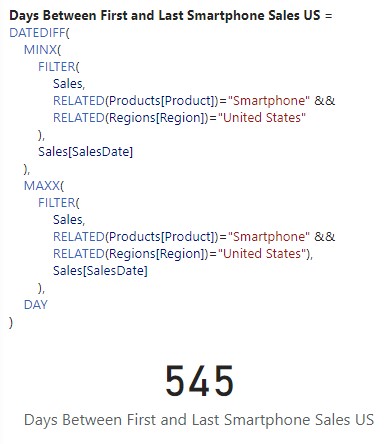 Days Between First and Last Smartphone Sales US =
DATEDIFF(
MINX(
FILTER(
Sales,
RELATED(Products[Product])="Smartphone" &&
RELATED(Regions[Region])="United States"
),
Sales[SalesDate]
),
MAXX(
FILTER(
Sales,
RELATED(Products[Product])="Smartphone" &&
RELATED(Regions[Region])="United States"),
Sales[SalesDate]
),
DAY
)
545
Days Between First and Last Smartphone Sales US